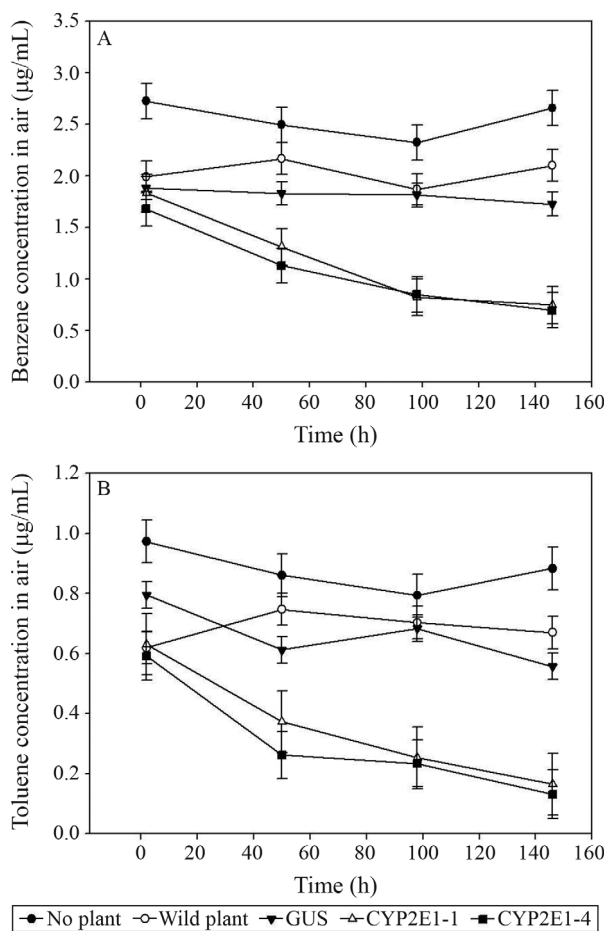 A
Benzene concentration in air (µg/mL)
3.5
3.0
2.5
2.0
1.5
1.0
0.5
0.0
0 20 40 60 80 100 120 140 160
Time (h)
B
Toluene concentration in air (µg/mL)
1.2
1.0
0.8
0.6
0.4
0.2
0.0
0 20 40 60 80 100 120 140 160
Time (h)
No plant Wild plant GUS CYP2E1-1 CYP2E1-4